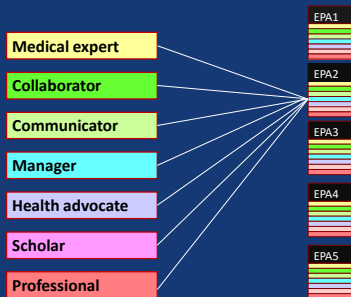 Medical expert
Collaborator
Communicator
Manager
Health advocate
Scholar
Professional
EPA1
EPA2
EPA3
EPA4
EPA5